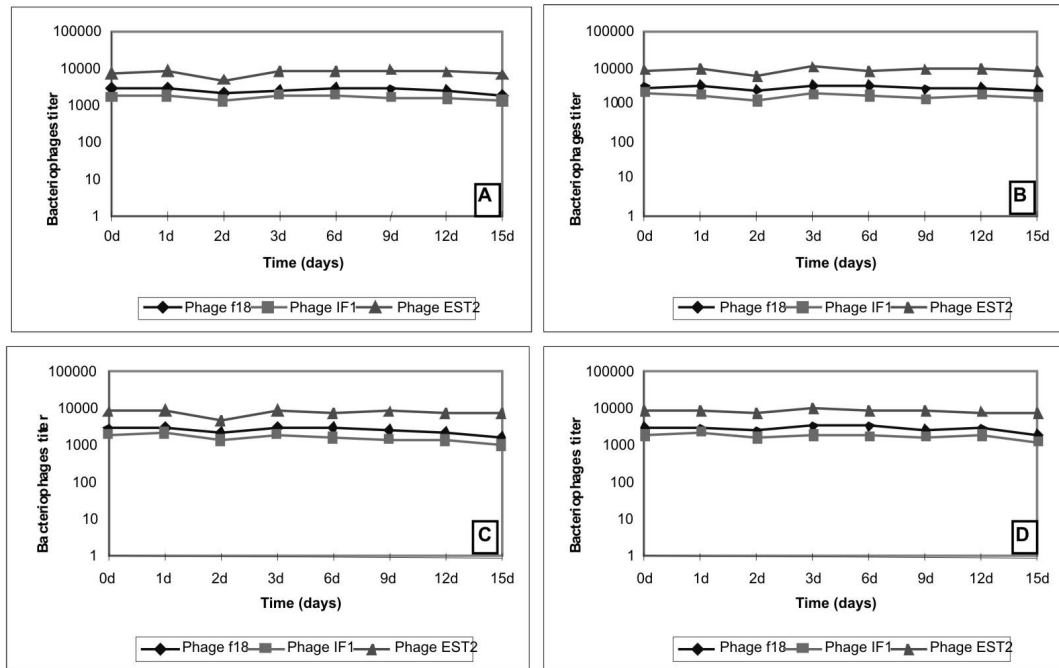 100000
10000
1000
100
10
1
Bacteriophages titer
0d 1d 2d 3d 6d 9d 12d 15d
Time (days)
A
Phage f18 Phage IF1 Phage EST2
100000
10000
1000
100
10
1
Bacteriophages titer
0d 1d 2d 3d 6d 9d 12d 15d
Time (days)
B
Phage f18 Phage IF1 Phage EST2
100000
10000
1000
100
10
1
Bacteriophages titer
0d 1d 2d 3d 6d 9d 12d 15d
Time (days)
C
Phage f18 Phage IF1 Phage EST2
100000
10000
1000
100
10
1
Bacteriophages titer
0d 1d 2d 3d 6d 9d 12d 15d
Time (days)
D
Phage f18 Phage IF1 Phage EST2